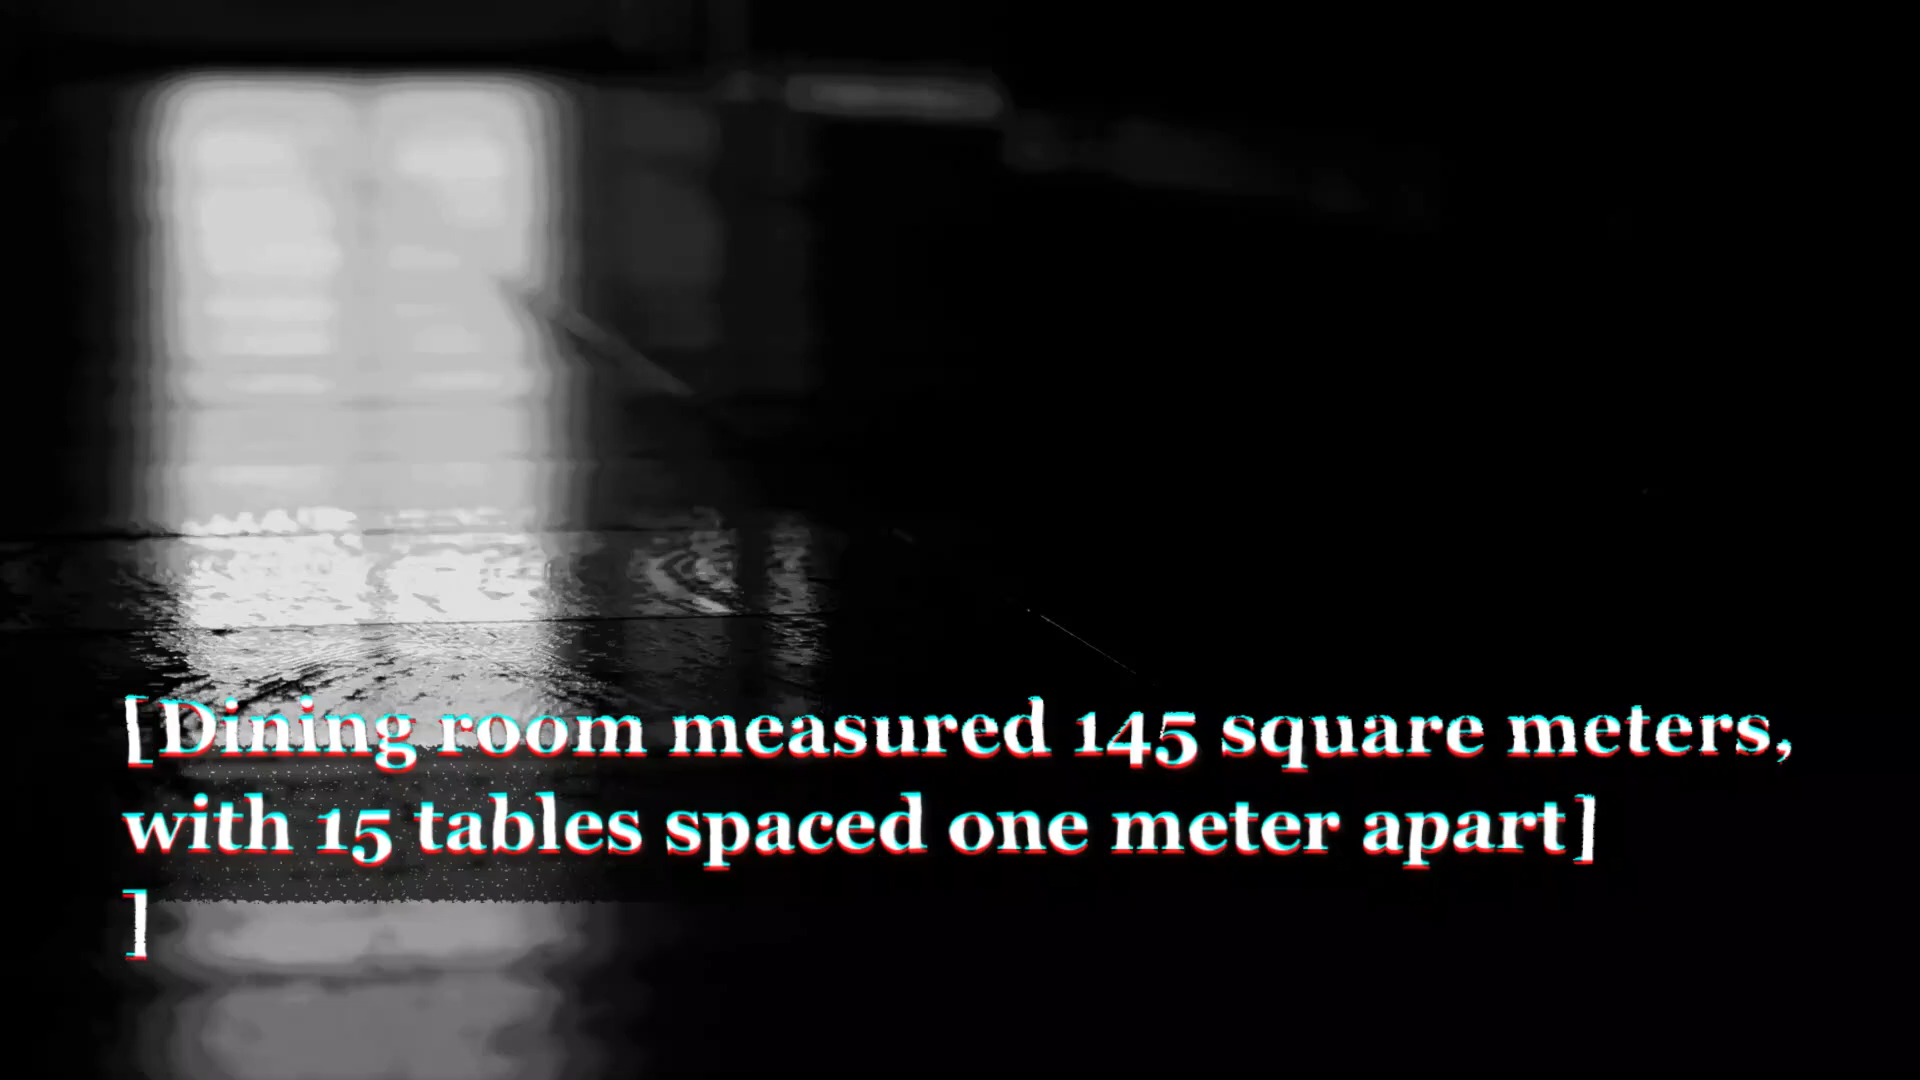 [Dining room measured 145 square meters,
with 15 tables spaced one meter apart]
]